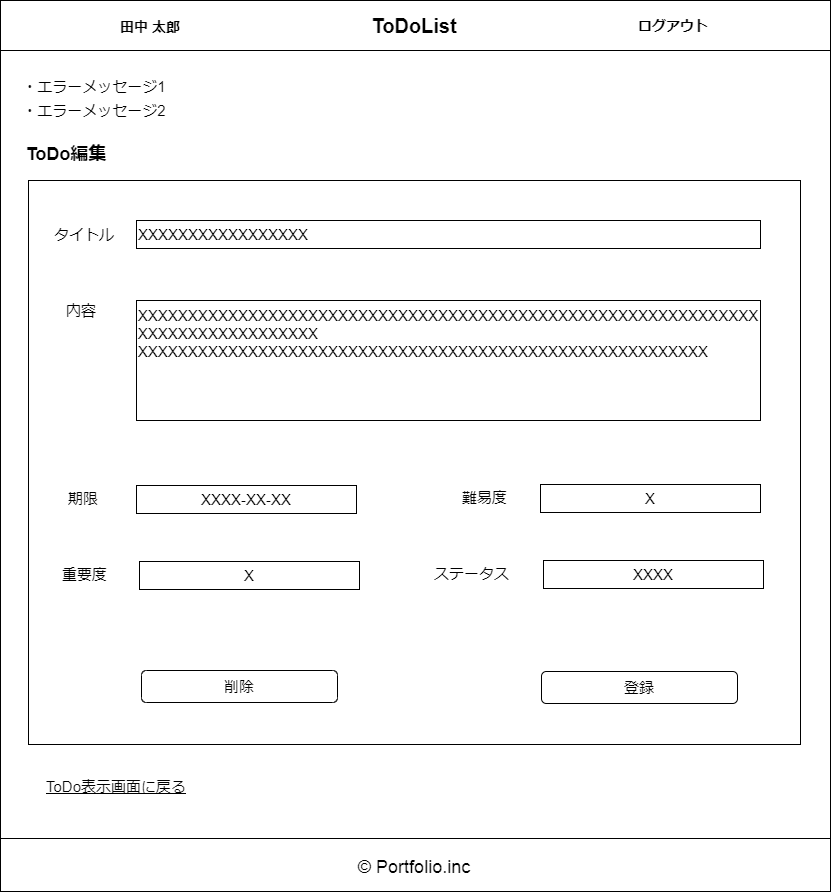 田中 太郎
ToDoList
ログアウト
・エラーメッセージ1
・エラーメッセージ2
ToDo編集
タイトル
XXXXXXXXXXXXXXXXX
内容
XXXXXXXXXXXXXXXXXXXXXXXXXXXXXXXXXXXXXXXXXXXXXXXXXXXXXXXXXXXXXX
XXXXXXXXXXXXXXXXXX
XXXXXXXXXXXXXXXXXXXXXXXXXXXXXXXXXXXXXXXXXXXXXXXXXXXXXXXXX
期限
XXXX-XX-XX
難易度
X
重要度
X
ステータス
XXXX
削除
登録
ToDo表示画面に戻る
© Portfolio.inc